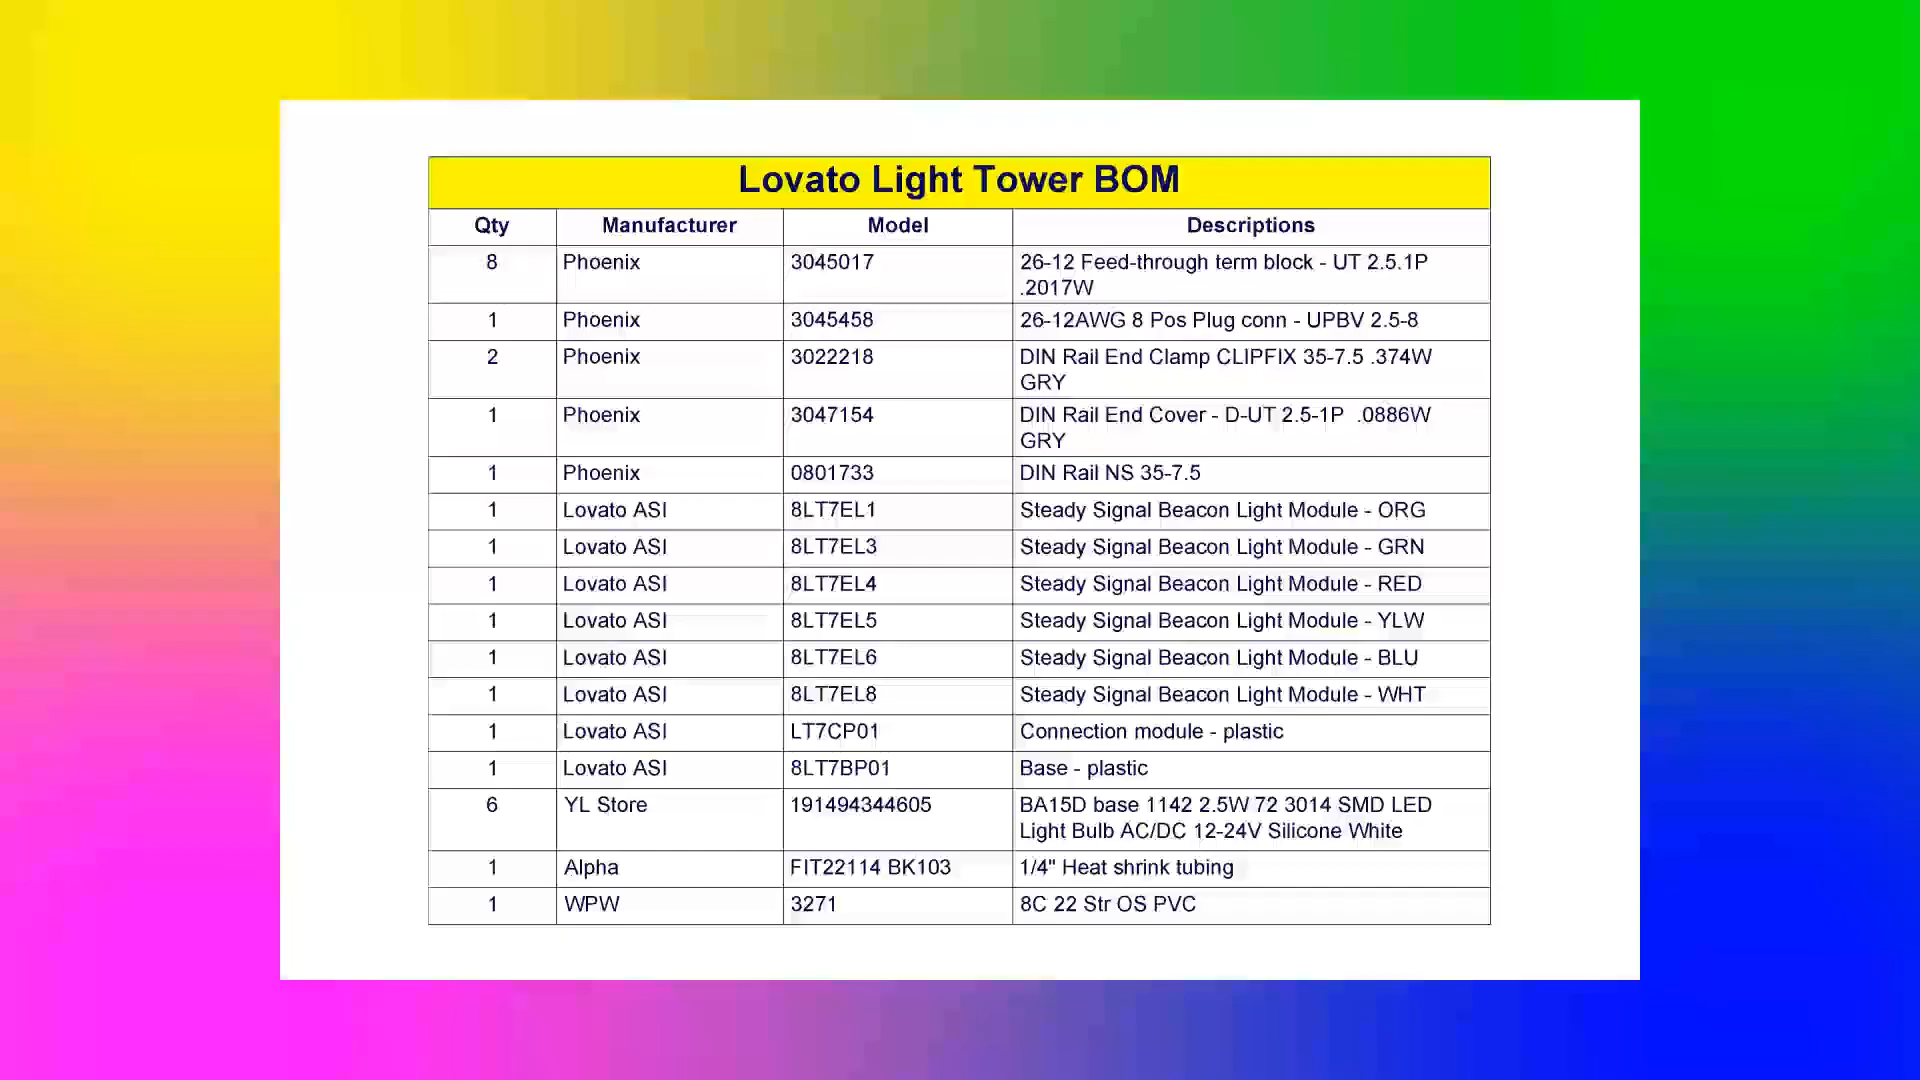 Lovato Light Tower BOM
Qty Manufacturer Model Descriptions
8 Phoenix 3045017 26-12 Feed-through term block - UT 2.5.1P
.2017W
1 Phoenix 3045458 26-12AWG 8 Pos Plug conn - UPBV 2.5-8
2 Phoenix 3022218 DIN Rail End Clamp CLIPFIX 35-7.5 .374W
GRY
1 Phoenix 3047154 DIN Rail End Cover - D-UT 2.5-1P .0886W
GRY
1 Phoenix 0801733 DIN Rail NS 35-7.5
1 Lovato ASI 8LT7EL1 Steady Signal Beacon Light Module - ORG
1 Lovato ASI 8LT7EL3 Steady Signal Beacon Light Module - GRN
1 Lovato ASI 8LT7EL4 Steady Signal Beacon Light Module - RED
1 Lovato ASI 8LT7EL5 Steady Signal Beacon Light Module - YLW
1 Lovato ASI 8LT7EL6 Steady Signal Beacon Light Module - BLU
1 Lovato ASI 8LT7EL8 Steady Signal Beacon Light Module - WHT
1 Lovato ASI LT7CP01 Connection module - plastic
1 Lovato ASI 8LT7BP01 Base - plastic
6 YL Store 191494344605 BA15D base 1142 2.5W 72 3014 SMD LED
Light Bulb AC/DC 12-24V Silicone White
1 Alpha FIT22114 BK103 1/4" Heat shrink tubing
1 WPW 3271 8C 22 Str OS PVC